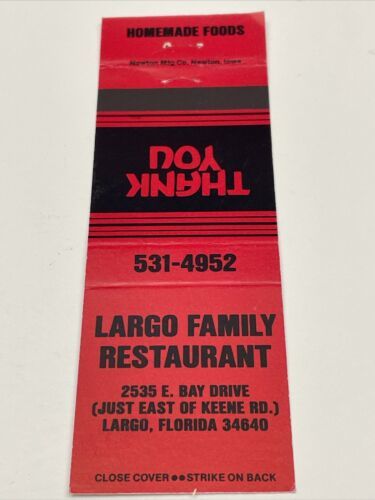 HOMEMADE FOODS
Newton Mfg Co. Newton, Iowa
THANK
YOU
531-4952
LARGO FAMILY
RESTAURANT
2535 E. BAY DRIVE
(JUST EAST OF KEENE RD.)
LARGO, FLORIDA 34640
CLOSE COVER ●● STRIKE ON BACK